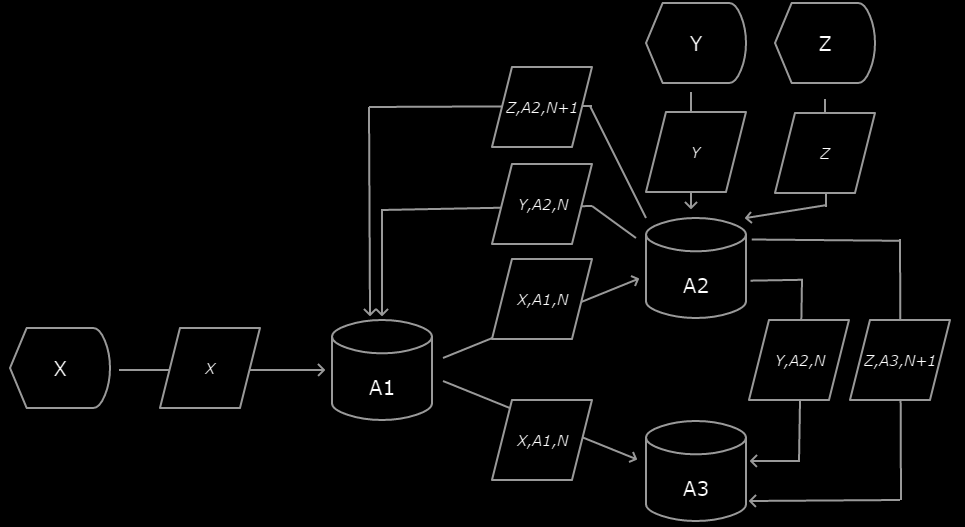 Y
Z
Z,A2,N+1
Y
Z
Y,A2,N
X,A1,N
A2
X
X
A1
Y,A2,N
Z,A3,N+1
X,A1,N
A3